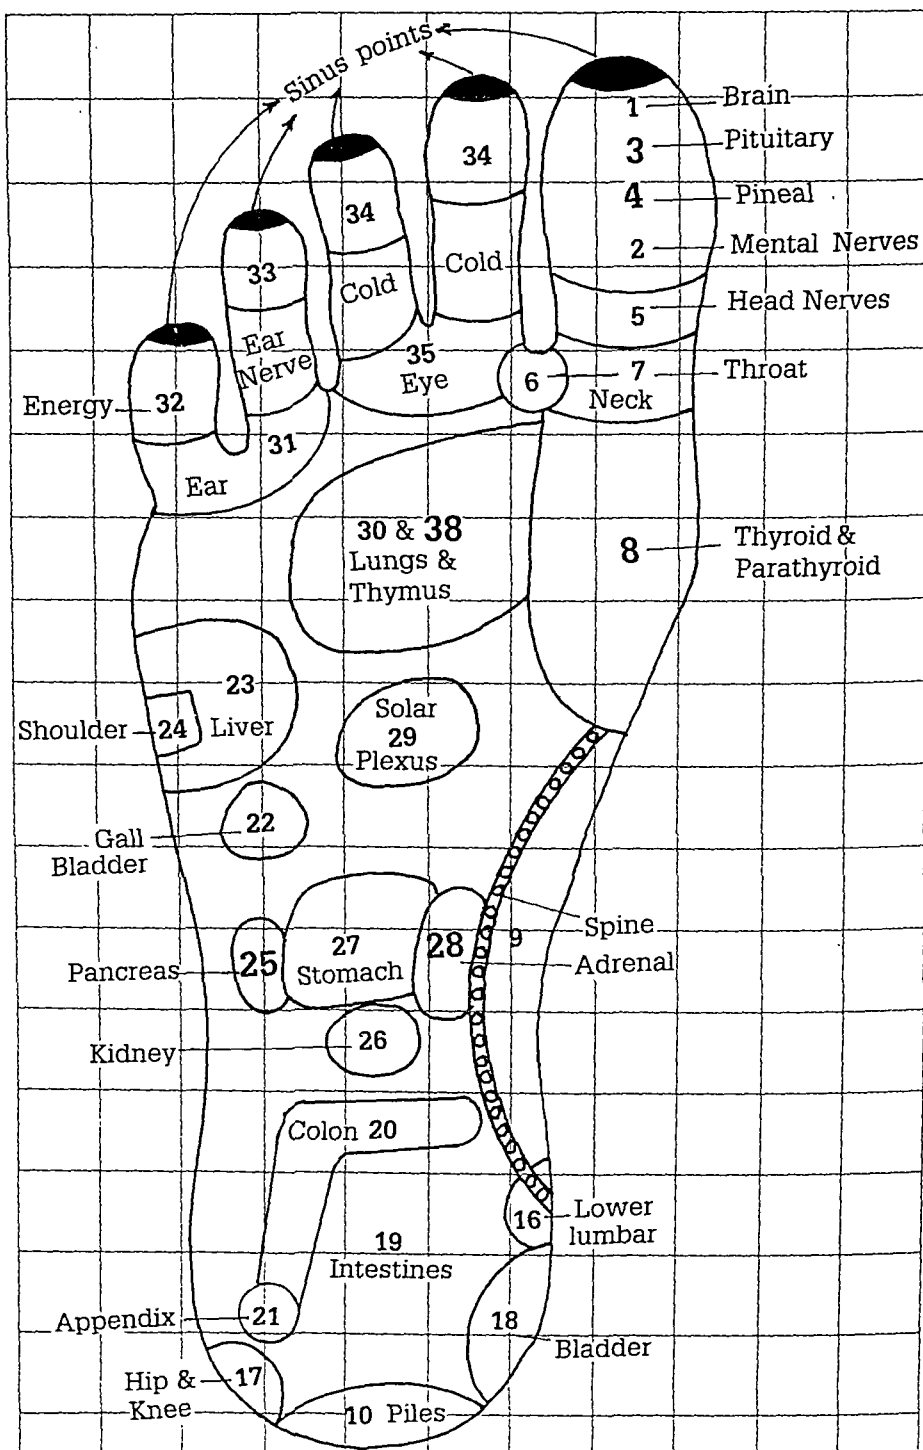 Sinus points
1 Brain
34
3 Pituitary
34
4 Pineal
33
Cold
Cold
2 Mental Nerves
5 Head Nerves
Ear
Nerve
35
Eye
6
7 Throat
Neck
Energy 32
31
Ear
30 & 38
Lungs &
Thymus
8 Thyroid &
Parathyroid
23
Liver
Shoulder 24
Solar
29
Plexus
22
Gall
Bladder
Spine
9
27
Stomach
28
Adrenal
Pancreas 25
Kidney 26
Colon 20
16 Lower
lumbar
19
Intestines
Appendix 21
18
Bladder
Hip &
Knee
17
10 Piles